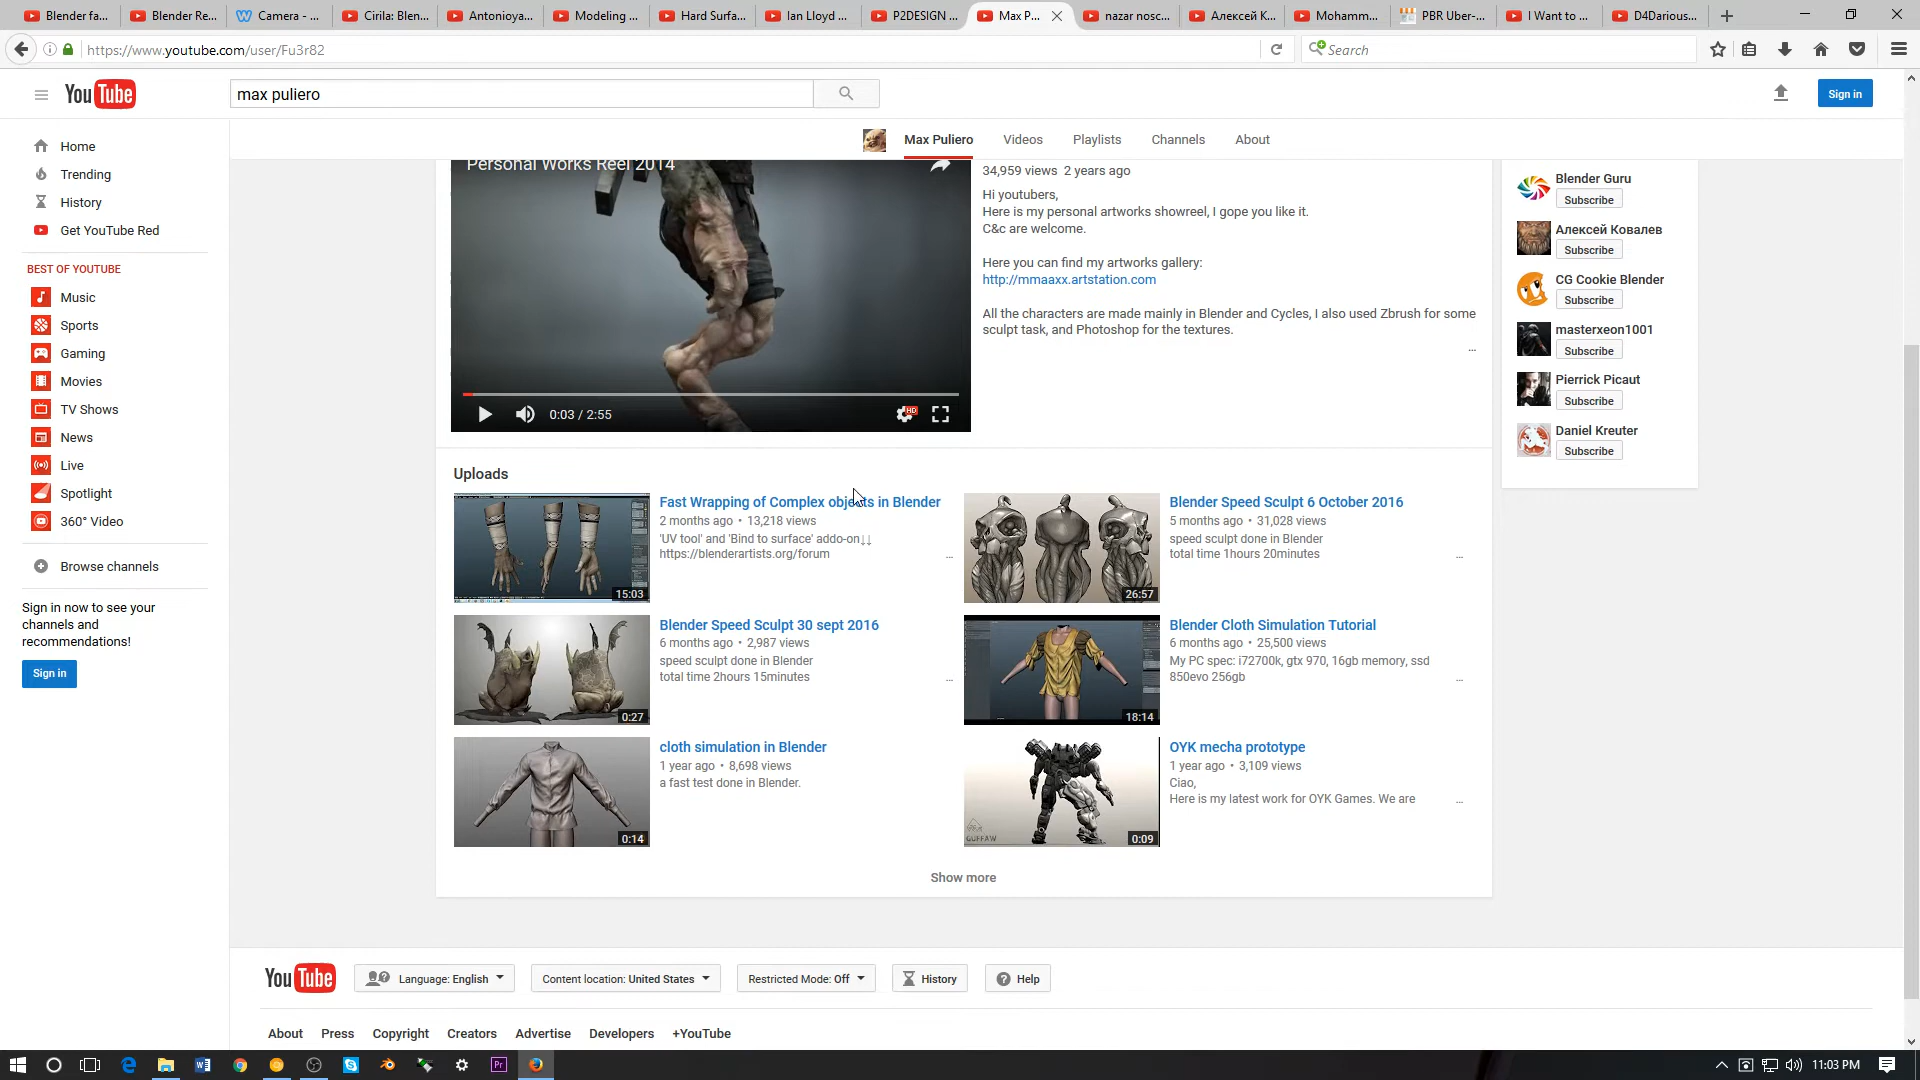 Blender fa...
Blender Re...
Camera - ...
Cirila: Blen...
Antonioya...
Modeling ...
Hard Surfa...
Ian Lloyd ...
P2DESIGN ...
Max P...
nazar nosc...
Алексей К...
Mohamm...
PBR Uber-...
I Want to ...
D4Darious...
https://www.youtube.com/user/Fu3r82
Search
YouTube
max puliero
Sign in
Max Puliero
Videos
Playlists
Channels
About
Home
Trending
History
Get YouTube Red
BEST OF YOUTUBE
Music
Sports
Gaming
Movies
TV Shows
News
Live
Spotlight
360° Video
Browse channels
Sign in now to see your
channels and
recommendations!
Sign in
Personal Works Reel 2014
0:03 / 2:55
HD
34,959 views 2 years ago
Hi youtubers,
Here is my personal artworks showreel, I gope you like it.
C&c are welcome.
Here you can find my artworks gallery:
http://mmaaxx.artstation.com
All the characters are made mainly in Blender and Cycles, I also used Zbrush for some
sculpt task, and Photoshop for the textures.
...
Blender Guru
Subscribe
Алексей Ковалев
Subscribe
CG Cookie Blender
Subscribe
masterxeon1001
Subscribe
Pierrick Picaut
Subscribe
Daniel Kreuter
Subscribe
Uploads
15:03
Fast Wrapping of Complex objects in Blender
2 months ago • 13,218 views
'UV tool' and 'Bind to surface' addo-on↓↓
https://blenderartists.org/forum
...
26:57
Blender Speed Sculpt 6 October 2016
5 months ago • 31,028 views
speed sculpt done in Blender
total time 1hours 20minutes
...
0:27
Blender Speed Sculpt 30 sept 2016
6 months ago • 2,987 views
speed sculpt done in Blender
total time 2hours 15minutes
...
18:14
Blender Cloth Simulation Tutorial
6 months ago • 25,500 views
My PC spec: i72700k, gtx 970, 16gb memory, ssd
850evo 256gb
...
0:14
cloth simulation in Blender
1 year ago • 8,698 views
a fast test done in Blender.
GUFFAW
0:09
OYK mecha prototype
1 year ago • 3,109 views
Ciao,
Here is my latest work for OYK Games. We are
...
Show more
YouTube
Language: English
Content location: United States
Restricted Mode: Off
History
Help
About
Press
Copyright
Creators
Advertise
Developers
+YouTube
Pr
11:03 PM